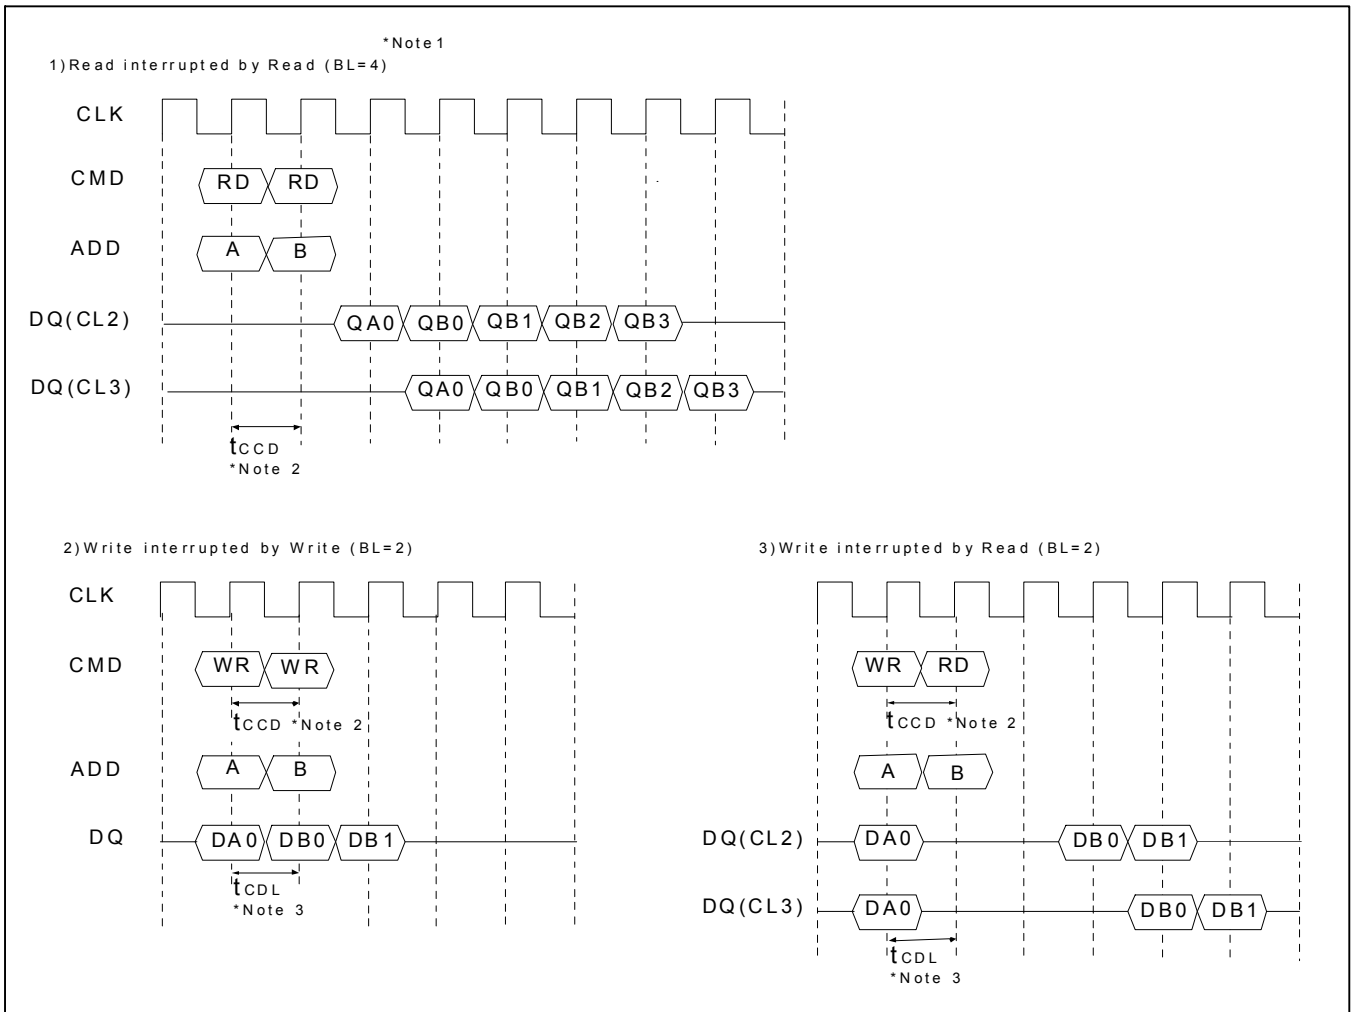 *Note1
1)Read interrupted by Read (BL=4)
CLK
CMD RD RD
ADD A B
DQ(CL2) QA0 QB0 QB1 QB2 QB3
DQ(CL3) QA0 QB0 QB1 QB2 QB3
tCCD
*Note 2
2)Write interrupted by Write (BL=2)
CLK
CMD WR WR
tCCD *Note 2
ADD A B
DQ DA0 DB0 DB1
tCDL
*Note 3
3)Write interrupted by Read (BL=2)
WR RD
tCCD *Note 2
A B
DQ(CL2) DA0 DB0 DB1
DQ(CL3) DA0 DB0 DB1
tCDL
*Note 3